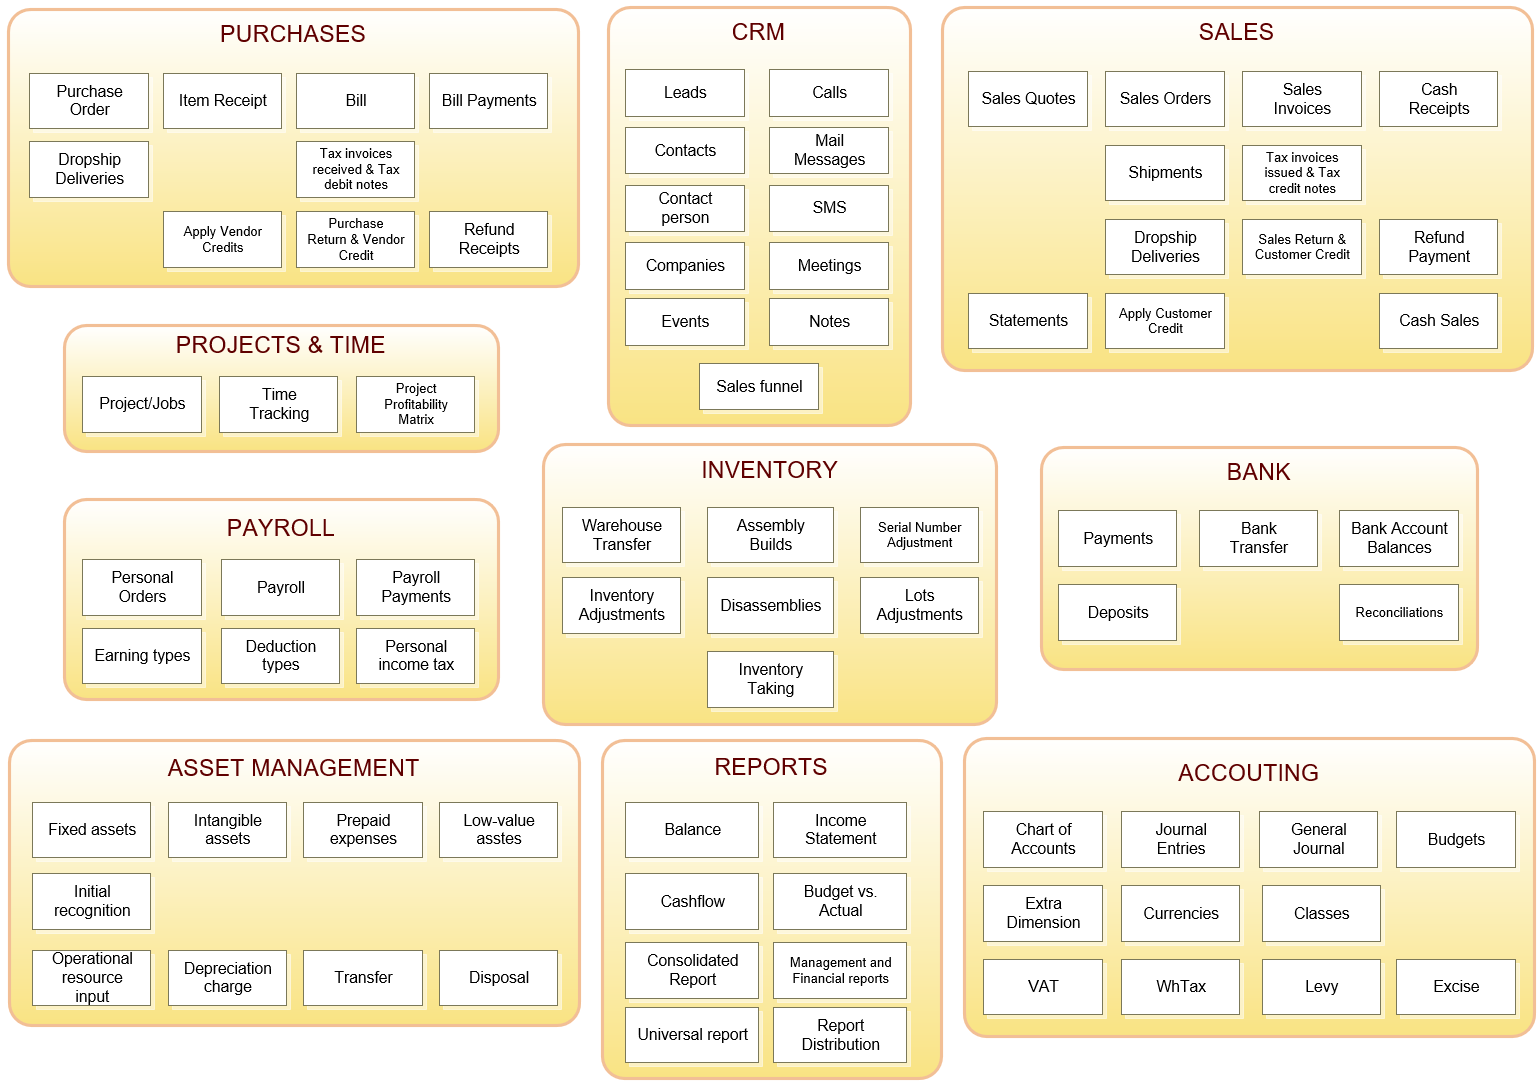 PURCHASES
Purchase
Order
Item Receipt
Bill
Bill Payments
Dropship
Deliveries
Tax invoices
received & Tax
debit notes
Apply Vendor
Credits
Purchase
Return & Vendor
Credit
Refund
Receipts
CRM
Leads
Calls
Contacts
Mail
Messages
Contact
person
SMS
Companies
Meetings
Events
Notes
Sales funnel
SALES
Sales Quotes
Sales Orders
Sales
Invoices
Cash
Receipts
Shipments
Tax invoices
issued & Tax
credit notes
Dropship
Deliveries
Sales Return &
Customer Credit
Refund
Payment
Statements
Apply Customer
Credit
Cash Sales
PROJECTS & TIME
Project/Jobs
Time
Tracking
Project
Profitability
Matrix
PAYROLL
Personal
Orders
Payroll
Payroll
Payments
Earning types
Deduction
types
Personal
income tax
INVENTORY
Warehouse
Transfer
Assembly
Builds
Serial Number
Adjustment
Inventory
Adjustments
Disassemblies
Lots
Adjustments
Inventory
Taking
BANK
Payments
Bank
Transfer
Bank Account
Balances
Deposits
Reconciliations
ASSET MANAGEMENT
Fixed assets
Intangible
assets
Prepaid
expenses
Low-value
asstes
Initial
recognition
Operational
resource
input
Depreciation
charge
Transfer
Disposal
REPORTS
Balance
Income
Statement
Cashflow
Budget vs.
Actual
Consolidated
Report
Management and
Financial reports
Universal report
Report
Distribution
ACCOUTING
Chart of
Accounts
Journal
Entries
General
Journal
Budgets
Extra
Dimension
Currencies
Classes
VAT
WhTax
Levy
Excise